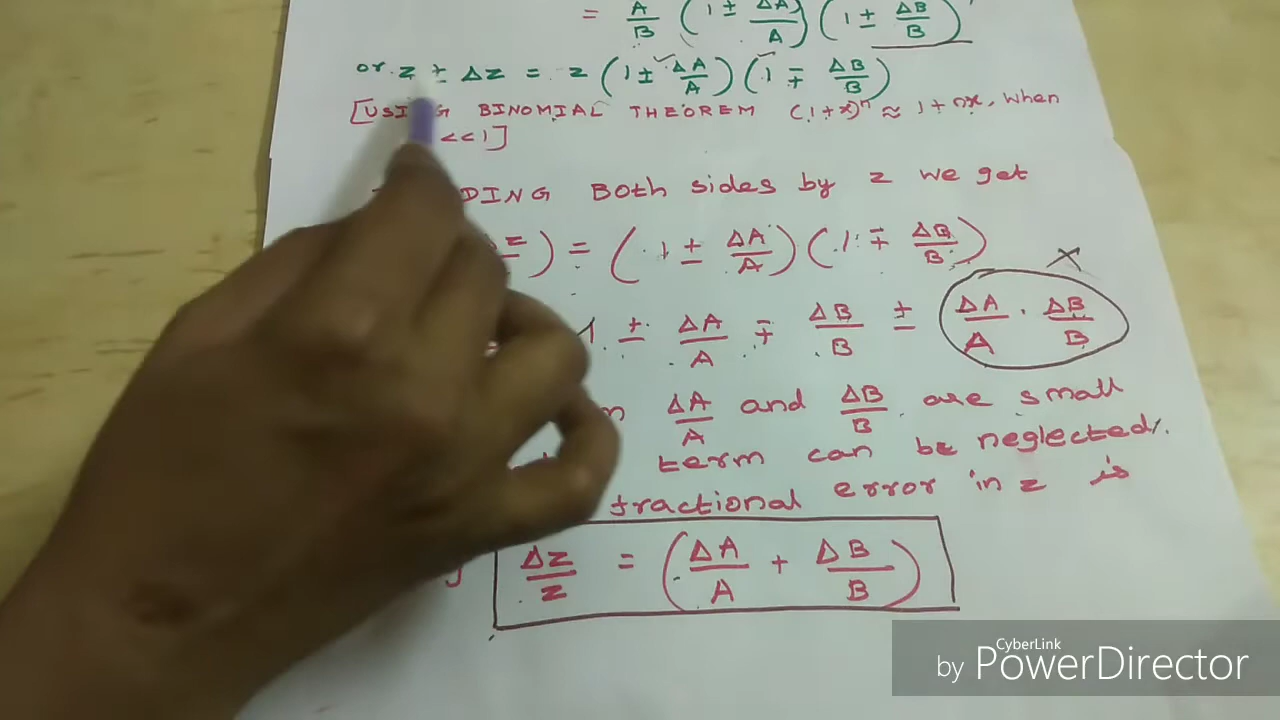 = A/B (1 ± ΔA/A) (1 ± ΔB/B)
or z ± Δz = z (1 ± ΔA/A) (1 ∓ ΔB/B)
[USING BINOMIAL THEOREM (1+x)ⁿ ≈ 1+nx, when
<<1]
DING Both sides by z we get
) = (1 ± ΔA/A) (1 ∓ ΔB/B)
1 ± ΔA/A ∓ ΔB/B ± ΔA/A . ΔB/B
ΔA/A and ΔB/B are small
term can be neglected.
fractional error in z is
Δz/z = (ΔA/A + ΔB/B)
CyberLink
by PowerDirector